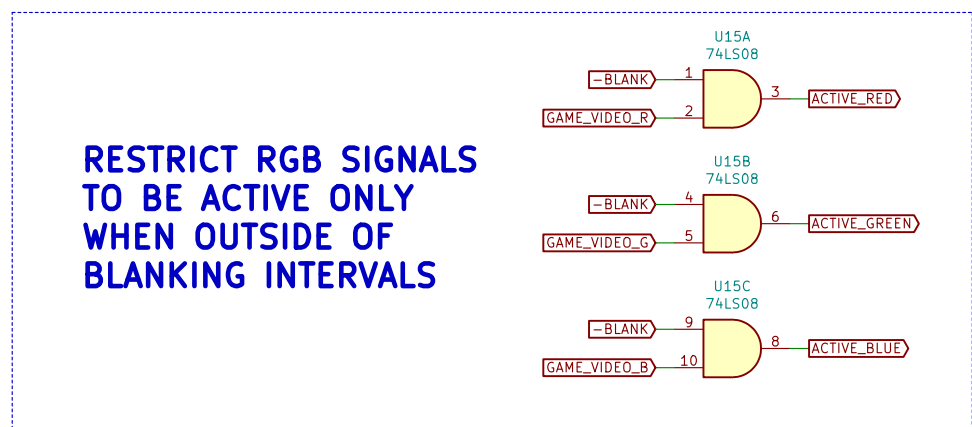 RESTRICT RGB SIGNALS
TO BE ACTIVE ONLY
WHEN OUTSIDE OF
BLANKING INTERVALS
U15A
74LS08
-BLANK
1
GAME_VIDEO_R
2
3
ACTIVE_RED
U15B
74LS08
-BLANK
4
GAME_VIDEO_G
5
6
ACTIVE_GREEN
U15C
74LS08
-BLANK
9
GAME_VIDEO_B
10
8
ACTIVE_BLUE